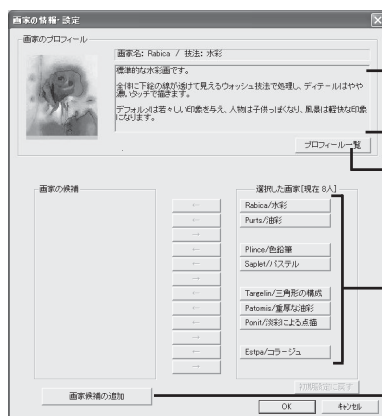 画家の情報・設定
画家のプロフィール
画家名: Rabica / 技法: 水彩
標準的な水彩画です。
全体に下絵の線が透けて見えるウォッシュ技法で処理し、ディテールはやや
濃いタッチで描きます。
デフォルメは若々しい印象を与え、人物は子供っぽくなり、風景は軽快な印象
になります。
プロフィール一覧
画家の候補
選択した画家[現在 8人]
← Rabica/水彩
← Purts/油彩
→
← Plince/色鉛筆
← Saplet/パステル
→
← Targelin/三角形の構成
← Patomis/重厚な油彩
→ Ponit/淡彩による点描
←
→ Estpa/コラージュ
初期設定に戻す
画家候補の追加
OK
キャンセル